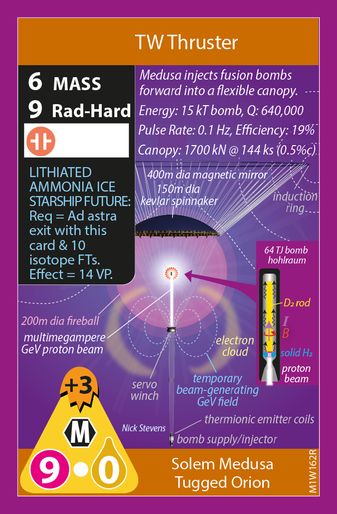 TW Thruster
6 MASS
9 Rad-Hard
Medusa injects fusion bombs
forward into a flexible canopy.
Energy: 15 kT bomb, Q: 640,000
Pulse Rate: 0.1 Hz, Efficiency: 19%
Canopy: 1700 kN @ 144 ks (0.5%c)
LITHIATED
AMMONIA ICE
STARSHIP FUTURE:
Req = Ad astra
exit with this
card & 10
isotope FTs.
Effect = 14 VP.
400m dia magnetic mirror
150m dia
kevlar spinnaker
induction
ring
64 TJ bomb
hohlraum
D₂ rod
I
B
solid H₂
proton
beam
200m dia fireball
multimegampere
GeV proton beam
electron
cloud
servo
winch
temporary
beam-generating
GeV field
Nick Stevens
thermionic emitter coils
bomb supply/injector
+3
M
9 • 0
Solem Medusa
Tugged Orion
M1W162R